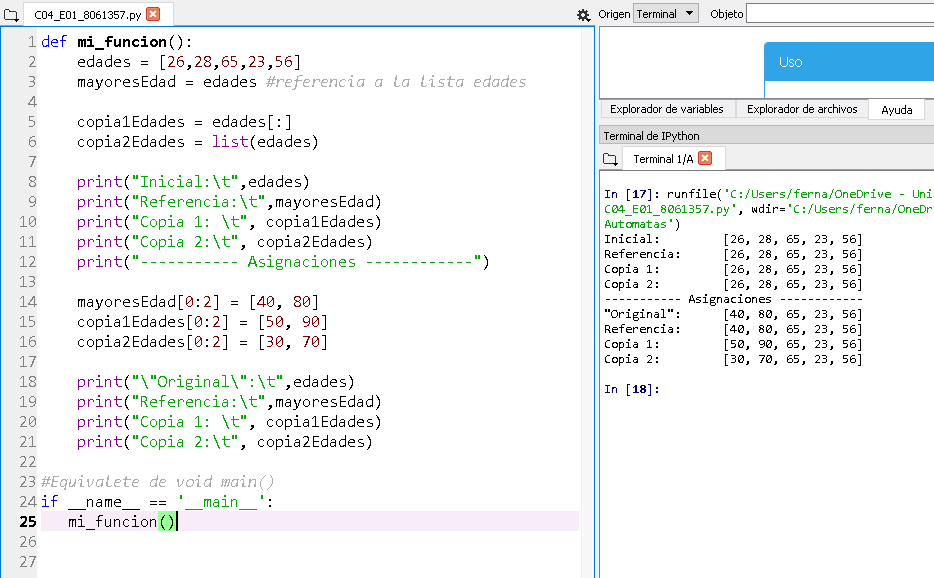 C04_E01_8061357.py
1 def mi_funcion():
2 edades = [26,28,65,23,56]
3 mayoresEdad = edades #referencia a la lista edades
4
5 copia1Edades = edades[:]
6 copia2Edades = list(edades)
7
8 print("Inicial:\t",edades)
9 print("Referencia:\t",mayoresEdad)
10 print("Copia 1: \t", copia1Edades)
11 print("Copia 2:\t", copia2Edades)
12 print("----------- Asignaciones ------------")
13
14 mayoresEdad[0:2] = [40, 80]
15 copia1Edades[0:2] = [50, 90]
16 copia2Edades[0:2] = [30, 70]
17
18 print("\"Original\":\t",edades)
19 print("Referencia:\t",mayoresEdad)
20 print("Copia 1: \t", copia1Edades)
21 print("Copia 2:\t", copia2Edades)
22
23 #Equivalete de void main()
24 if __name__ == '__main__':
25 mi_funcion()
26
27
Origen Terminal Objeto
Uso
Explorador de variables Explorador de archivos Ayuda
Terminal de IPython
Terminal 1/A
In [17]: runfile('C:/Users/ferna/OneDrive - Uni
C04_E01_8061357.py', wdir='C:/Users/ferna/OneDr
Automatas')
Inicial: [26, 28, 65, 23, 56]
Referencia: [26, 28, 65, 23, 56]
Copia 1: [26, 28, 65, 23, 56]
Copia 2: [26, 28, 65, 23, 56]
----------- Asignaciones ------------
"Original": [40, 80, 65, 23, 56]
Referencia: [40, 80, 65, 23, 56]
Copia 1: [50, 90, 65, 23, 56]
Copia 2: [30, 70, 65, 23, 56]
In [18]: